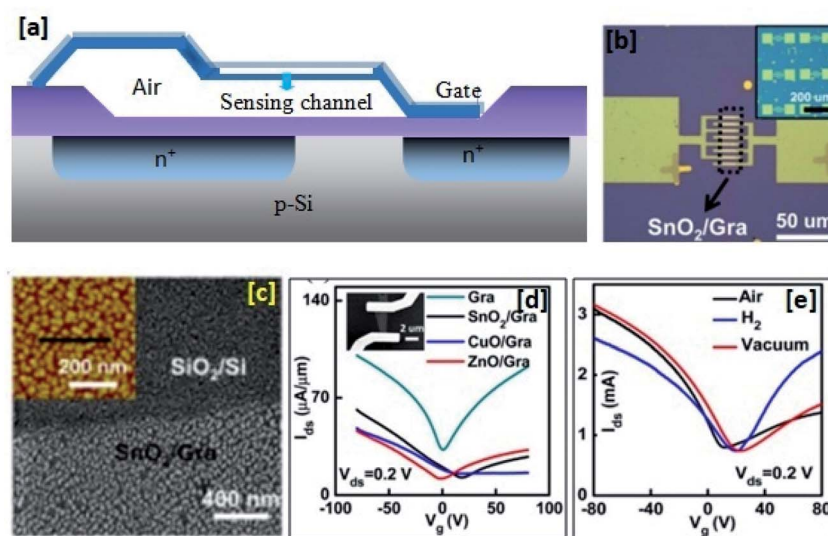 [a]
Air
Sensing channel
Gate
n+
n+
p-Si
[b]
200 um
SnO2/Gra
50 um
[c]
200 nm
SiO2/Si
SnO2/Gra
400 nm
[d]
140
70
0
Ids (μA/μm)
Gra
SnO2/Gra
CuO/Gra
ZnO/Gra
2 um
Vds=0.2 V
-100 -50 0 50 100
Vg (V)
[e]
3
2
1
0
Ids (mA)
Air
H2
Vacuum
Vds=0.2 V
-80 -40 0 40 80
Vg (V)